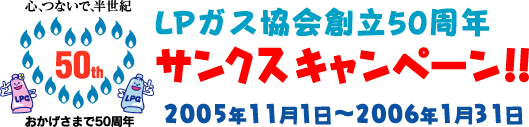 心、つないで、半世紀
50th
LPG
LPG
おかげさまで50周年
LPガス協会創立50周年
サンクスキャンペーン!!
2005年11月1日～2006年1月31日